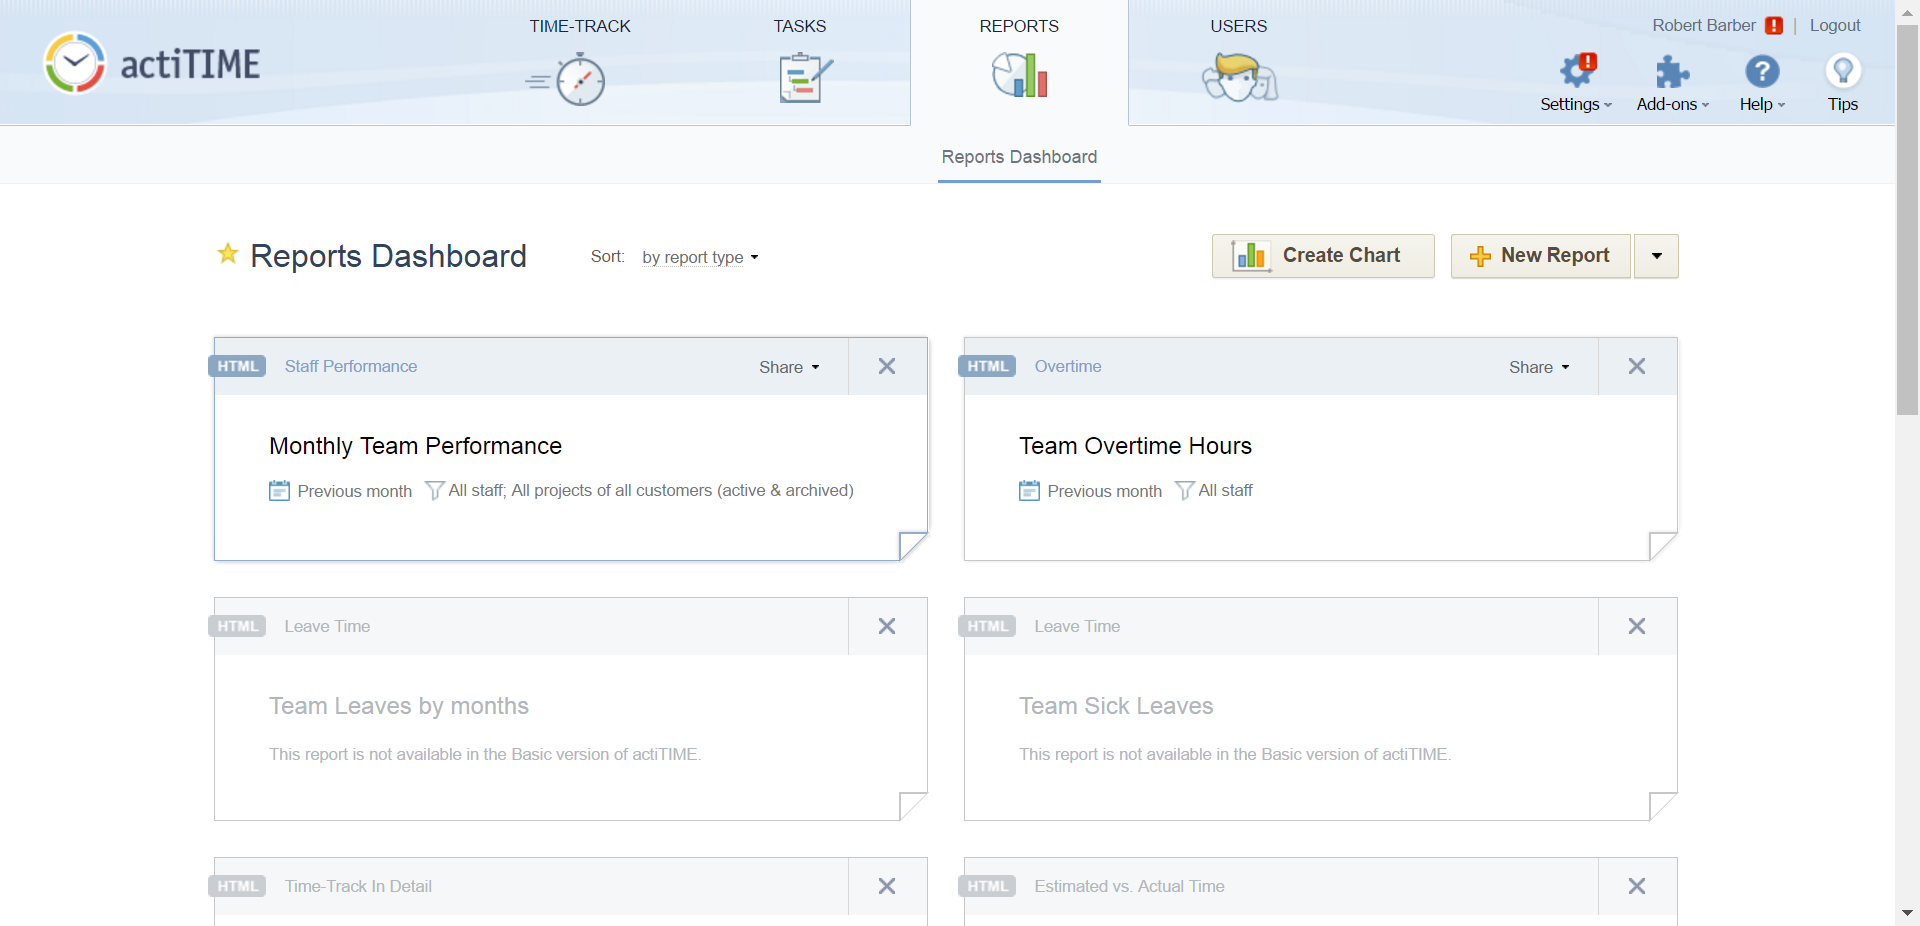 actiTIME
TIME-TRACK
TASKS
REPORTS
USERS
Robert Barber | Logout
Settings
Add-ons
Help
Tips
Reports Dashboard
Reports Dashboard
Sort: by report type
Create Chart
New Report
HTML Staff Performance Share
Monthly Team Performance
Previous month All staff; All projects of all customers (active & archived)
HTML Overtime Share
Team Overtime Hours
Previous month All staff
HTML Leave Time
Team Leaves by months
This report is not available in the Basic version of actiTIME.
HTML Leave Time
Team Sick Leaves
This report is not available in the Basic version of actiTIME.
HTML Time-Track In Detail
HTML Estimated vs. Actual Time